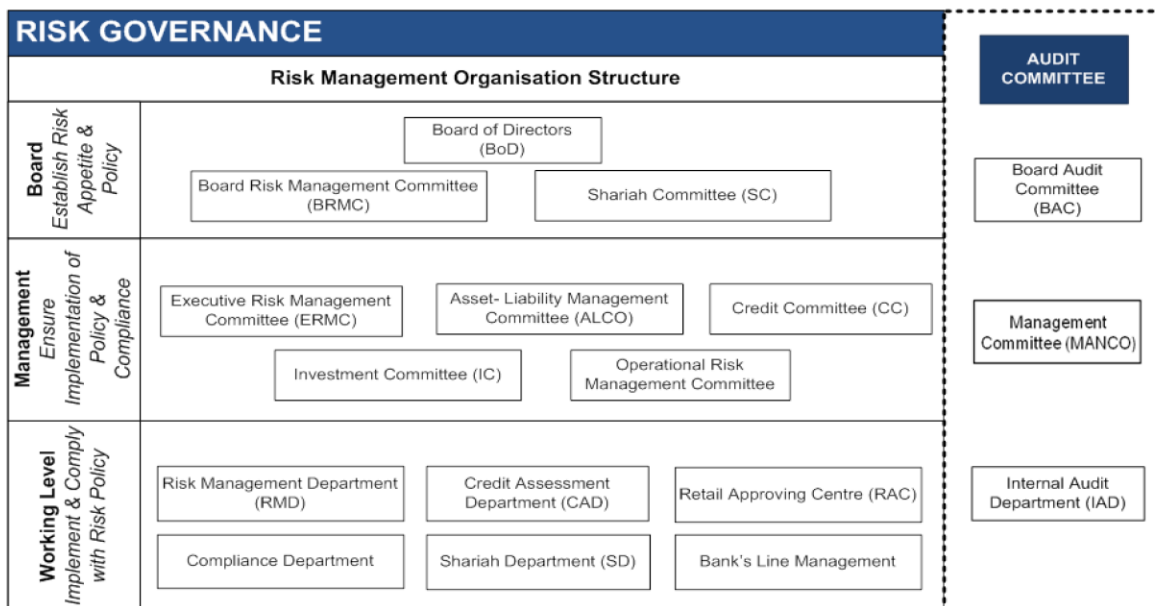 RISK GOVERNANCE
Risk Management Organisation Structure
Board
Establish Risk
Appetite &
Policy
Board of Directors
(BoD)
Board Risk Management Committee
(BRMC)
Shariah Committee (SC)
Management
Ensure
Implementation of
Policy &
Compliance
Executive Risk Management
Committee (ERMC)
Asset- Liability Management
Committee (ALCO)
Credit Committee (CC)
Investment Committee (IC)
Operational Risk
Management Committee
Working Level
Implement & Comply
with Risk Policy
Risk Management Department
(RMD)
Credit Assessment
Department (CAD)
Retail Approving Centre (RAC)
Compliance Department
Shariah Department (SD)
Bank's Line Management
AUDIT
COMMITTEE
Board Audit
Committee
(BAC)
Management
Committee (MANCO)
Internal Audit
Department (IAD)